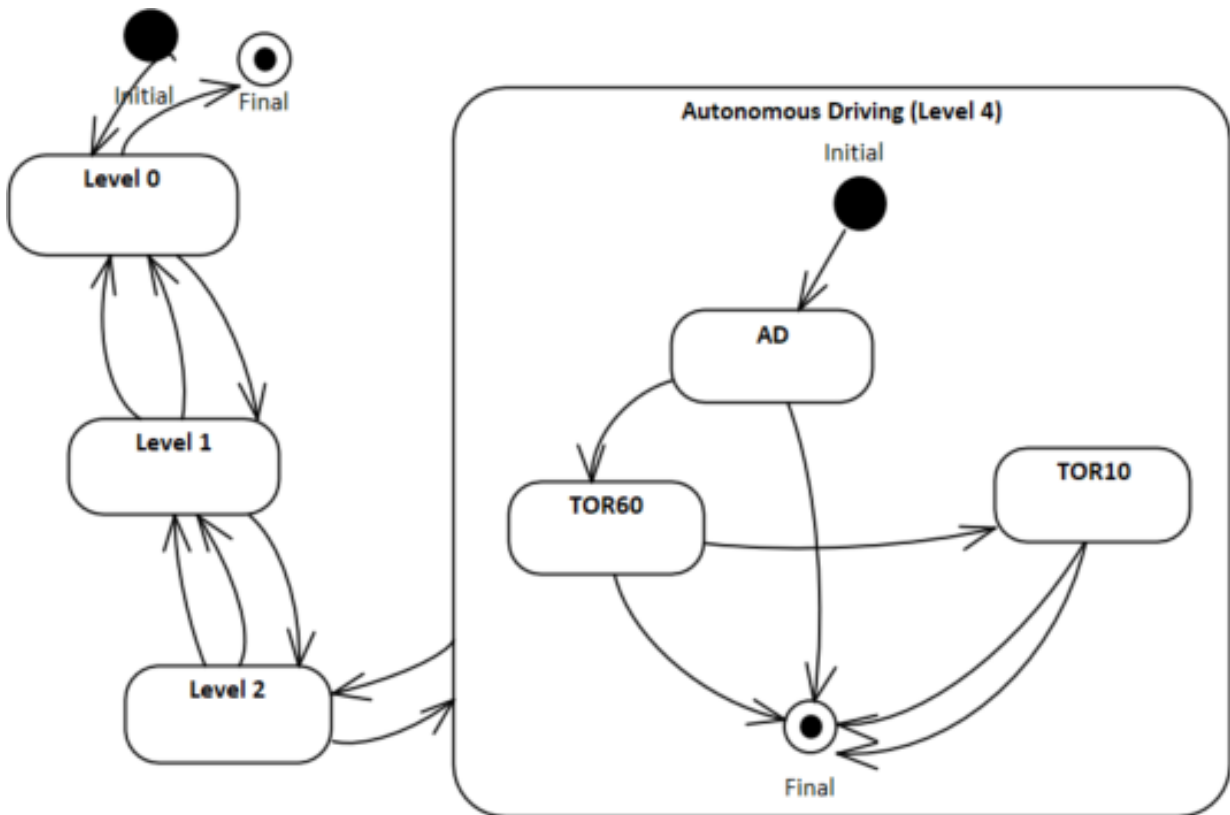 Initial
Final
Level 0
Level 1
Level 2
Autonomous Driving (Level 4)
Initial
AD
TOR60
TOR10
Final